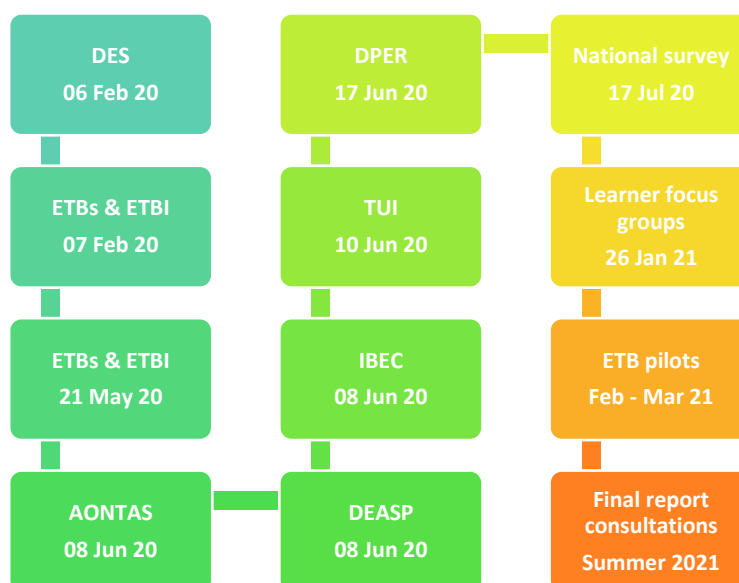 DES
06 Feb 20
ETBs & ETBI
07 Feb 20
ETBs & ETBI
21 May 20
AONTAS
08 Jun 20
DEASP
08 Jun 20
IBEC
08 Jun 20
TUI
10 Jun 20
DPER
17 Jun 20
National survey
17 Jul 20
Learner focus
groups
26 Jan 21
ETB pilots
Feb - Mar 21
Final report
consultations
Summer 2021